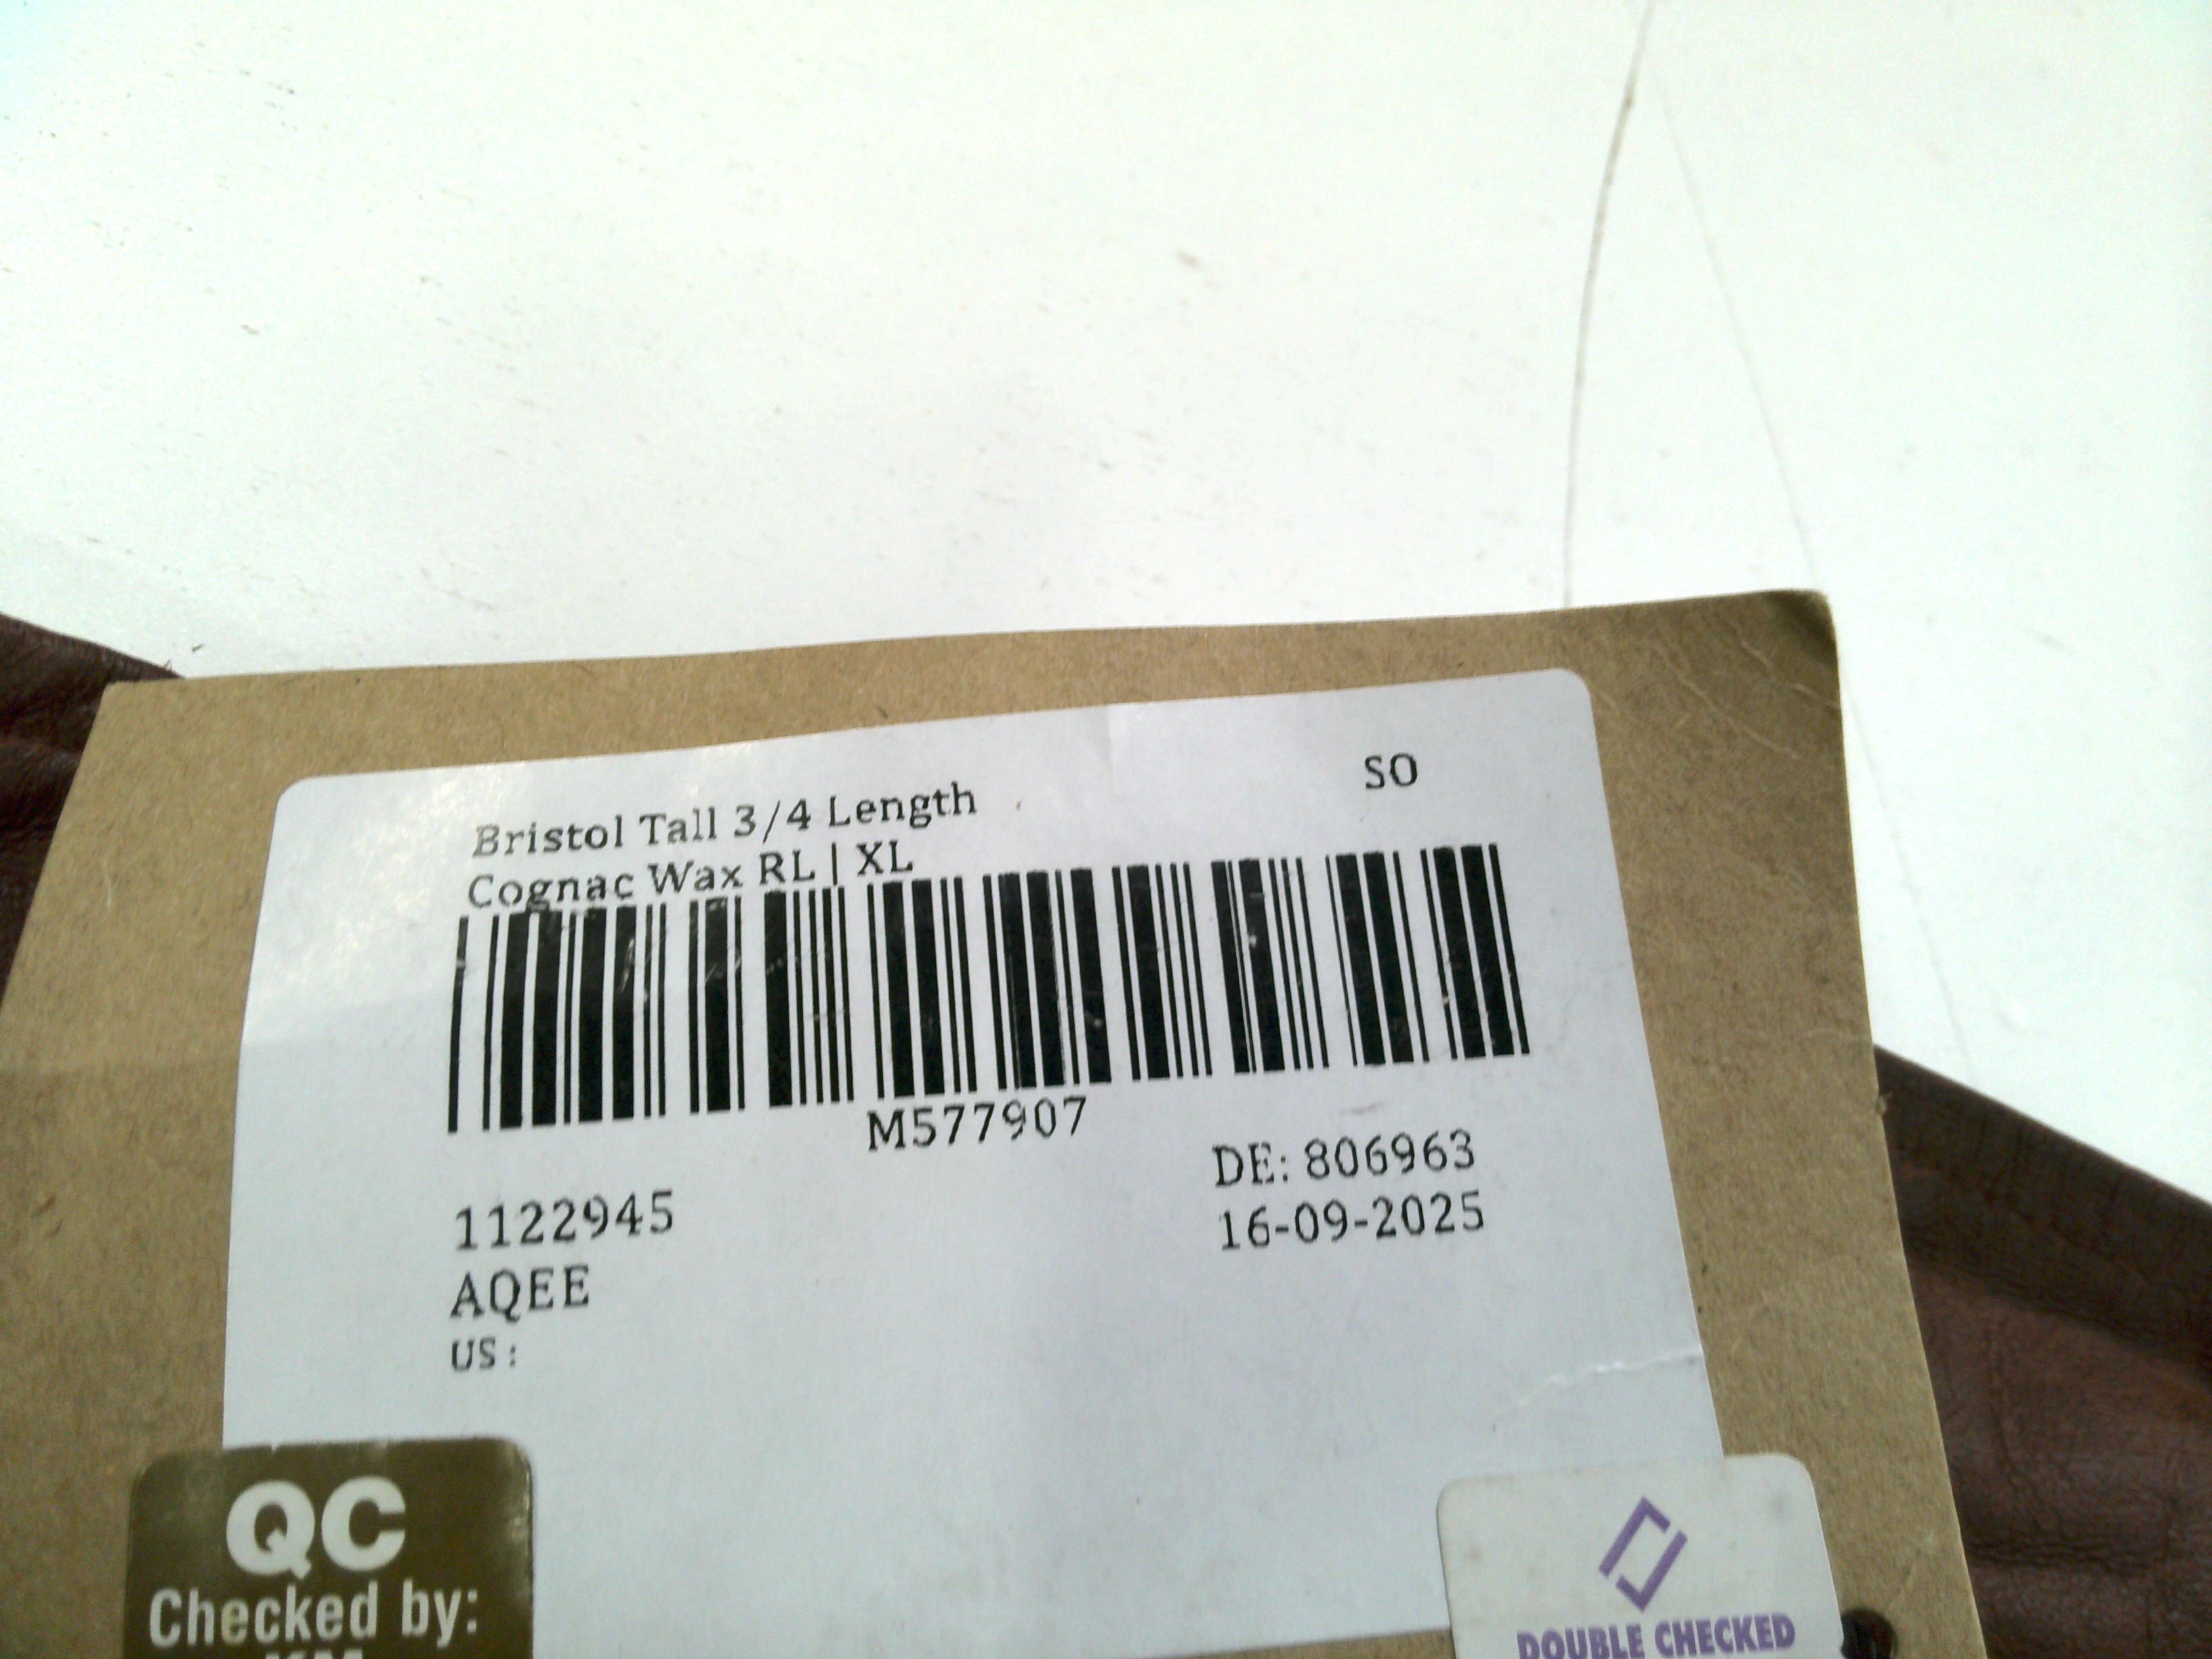 SO
Bristol Tall 3/4 Length
Cognac Wax RL | XL
M577907
DE: 806963
1122945
16-09-2025
AQEE
US :
QC
Checked by:
DOUBLE CHECKED